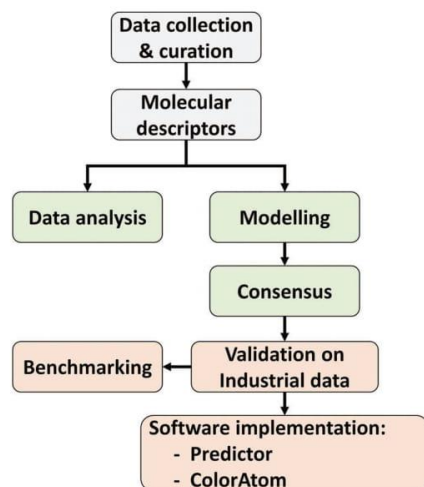 Data collection
& curation
Molecular
descriptors
Data analysis
Modelling
Consensus
Benchmarking
Validation on
Industrial data
Software implementation:
- Predictor
- ColorAtom